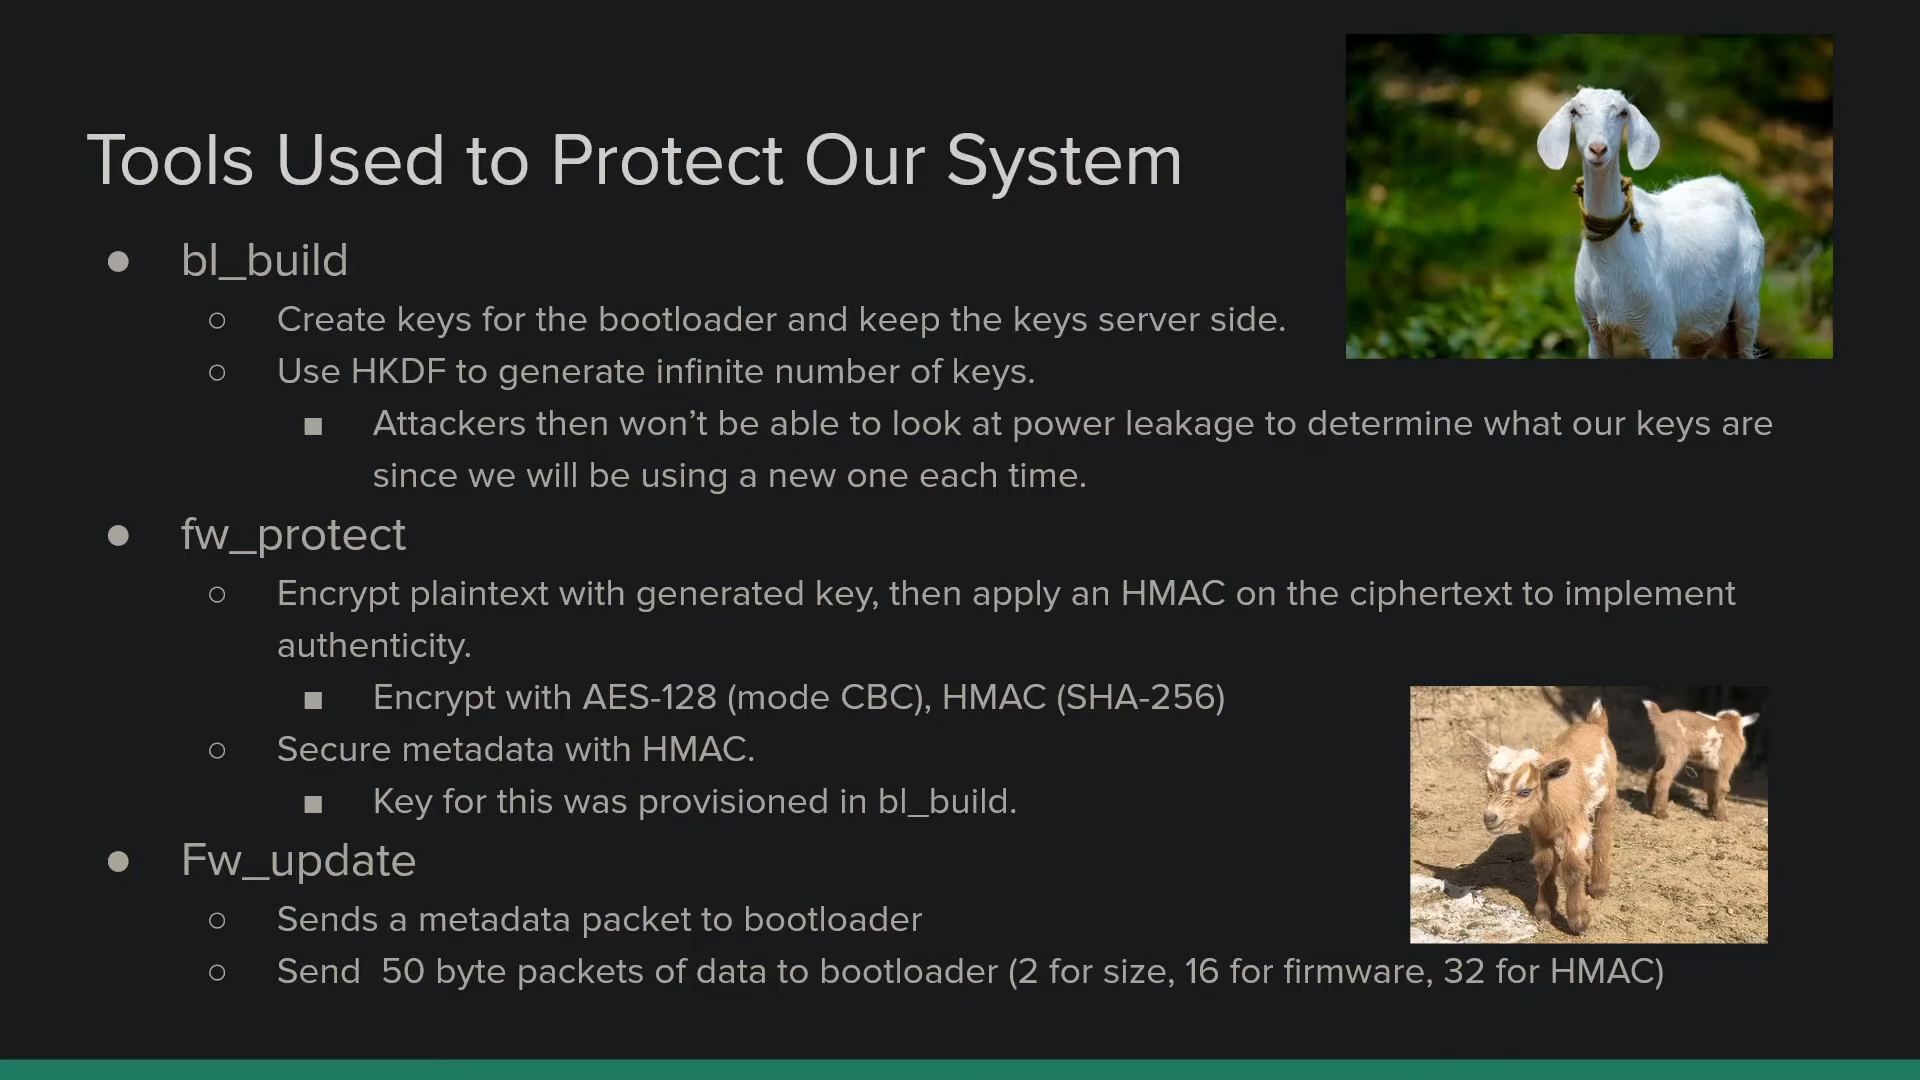 Tools Used to Protect Our System
● bl_build
○ Create keys for the bootloader and keep the keys server side.
○ Use HKDF to generate infinite number of keys.
■ Attackers then won’t be able to look at power leakage to determine what our keys are
since we will be using a new one each time.
● fw_protect
○ Encrypt plaintext with generated key, then apply an HMAC on the ciphertext to implement
authenticity.
■ Encrypt with AES-128 (mode CBC), HMAC (SHA-256)
○ Secure metadata with HMAC.
■ Key for this was provisioned in bl_build.
● Fw_update
○ Sends a metadata packet to bootloader
○ Send  50 byte packets of data to bootloader (2 for size, 16 for firmware, 32 for HMAC)